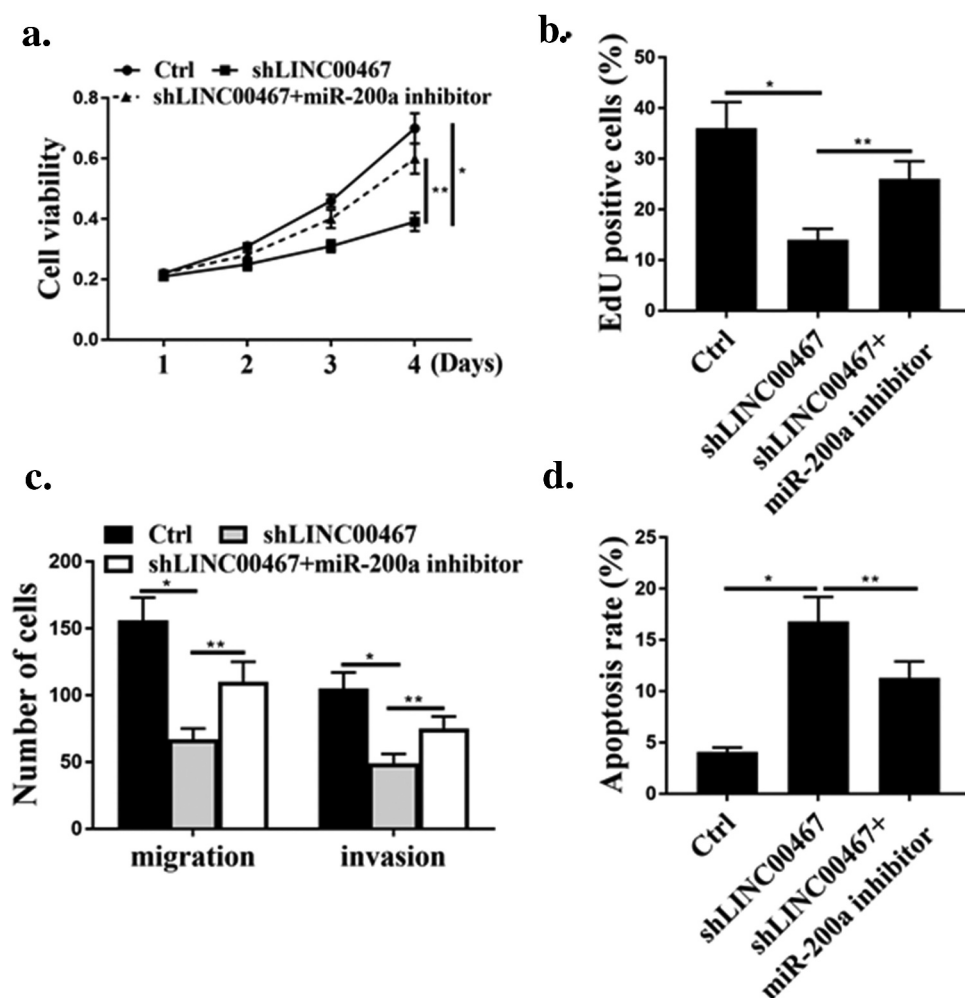 a.
Ctrl shLINC00467
shLINC00467+miR-200a inhibitor
Cell viability
0.8
0.6
0.4
0.2
0.0
**
*
1 2 3 4 (Days)
b.
EdU positive cells (%)
50
40
30
20
10
0
*
**
Ctrl
shLINC00467
shLINC00467+
miR-200a inhibitor
c.
Ctrl shLINC00467
shLINC00467+miR-200a inhibitor
Number of cells
200
150
100
50
0
*
**
*
**
migration invasion
d.
Apoptosis rate (%)
25
20
15
10
5
0
*
**
Ctrl
shLINC00467
shLINC00467+
miR-200a inhibitor